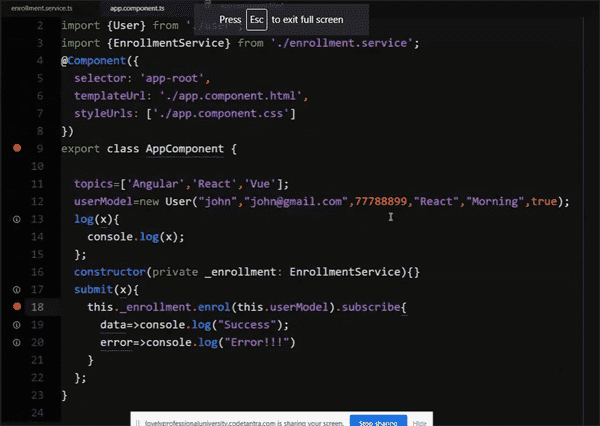 enrollment.service.ts app.component.ts
Press Esc to exit full screen
2 import {User} from './user';
3 import {EnrollmentService} from './enrollment.service';
4 @Component({
5 selector: 'app-root',
6 templateUrl: './app.component.html',
7 styleUrls: ['./app.component.css']
8 })
9 export class AppComponent {
10
11 topics=['Angular','React','Vue'];
12 userModel=new User("john","john@gmail.com",77788899,"React","Morning",true);
13 log(x){
14 console.log(x);
15 };
16 constructor(private _enrollment: EnrollmentService){}
17 submit(x){
18 this._enrollment.enrol(this.userModel).subscribe{
19 data=>console.log("Success");
20 error=>console.log("Error!!!")
21 }
22 };
23 }
24
lovelyprofessionaluniversity.codetantra.com is sharing your screen. Stop sharing Hide